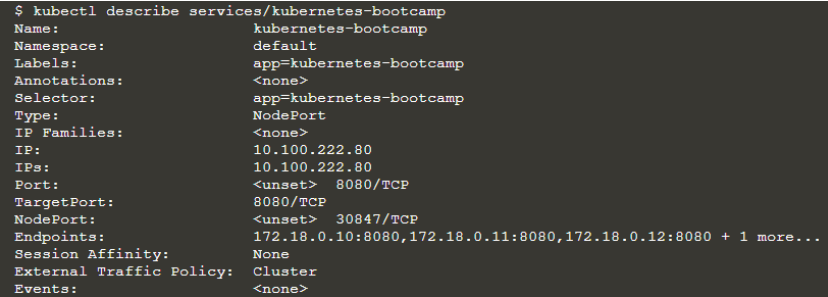 $ kubectl describe services/kubernetes-bootcamp
Name:                     kubernetes-bootcamp
Namespace:                default
Labels:                   app=kubernetes-bootcamp
Annotations:              <none>
Selector:                 app=kubernetes-bootcamp
Type:                     NodePort
IP Families:              <none>
IP:                       10.100.222.80
IPs:                      10.100.222.80
Port:                     <unset>  8080/TCP
TargetPort:               8080/TCP
NodePort:                 <unset>  30847/TCP
Endpoints:                172.18.0.10:8080,172.18.0.11:8080,172.18.0.12:8080 + 1 more...
Session Affinity:         None
External Traffic Policy:  Cluster
Events:                   <none>